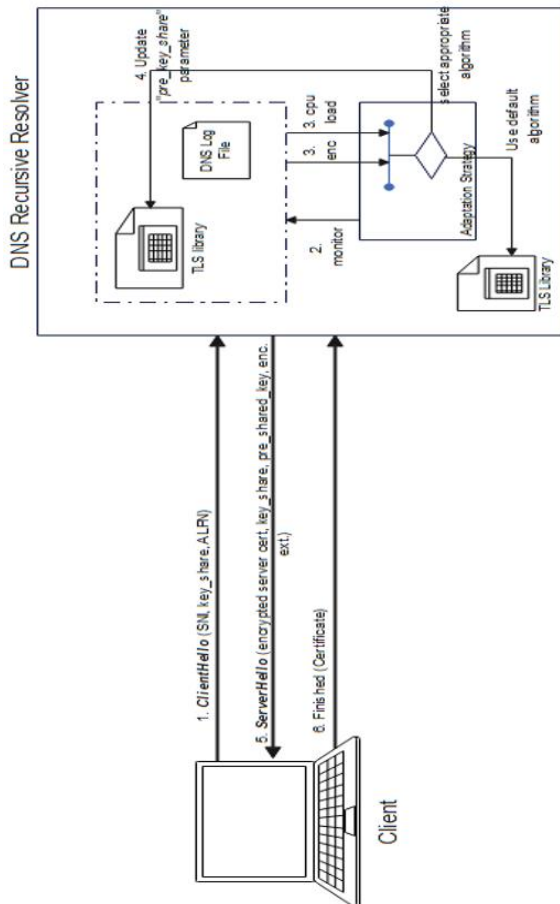 DNS Recursive Resolver
4. Update
"pre_key_share"
parameter
DNS Log
File
TLS library
3. cpu
load
3.
enc
2.
monitor
select appropriate
algorithm
Adaptation Strategy
Use default
algorithm
TLS Library
1. ClientHello (SNI, key_share, ALPN)
5. ServerHello (encrypted server cert, key_share, pre_shared_key, enc.
ext.)
6. Finished (Certificate)
Client